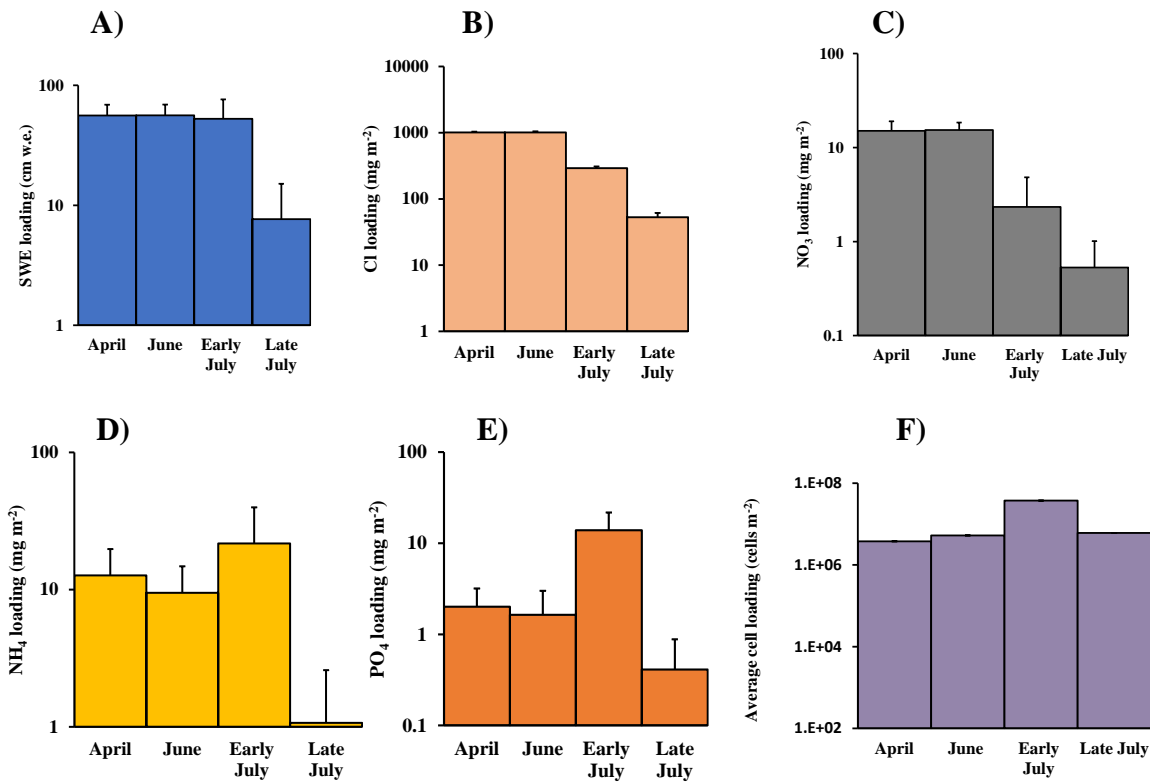 A)
SWE loading (cm w.e.)
100
10
1
April
June
Early
July
Late
July
B)
Cl loading (mg m-2)
10000
1000
100
10
1
April
June
Early
July
Late
July
C)
NO3 loading (mg m-2)
100
10
1
0.1
April
June
Early
July
Late July
D)
NH4 loading (mg m-2)
100
10
1
April
June
Early
July
Late
July
E)
PO4 loading (mg m-2)
100
10
1
0.1
April
June
Early
July
Late
July
F)
Average cell loading (cells m-2)
1.E+08
1.E+06
1.E+04
1.E+02
April
June
Early
July
Late July